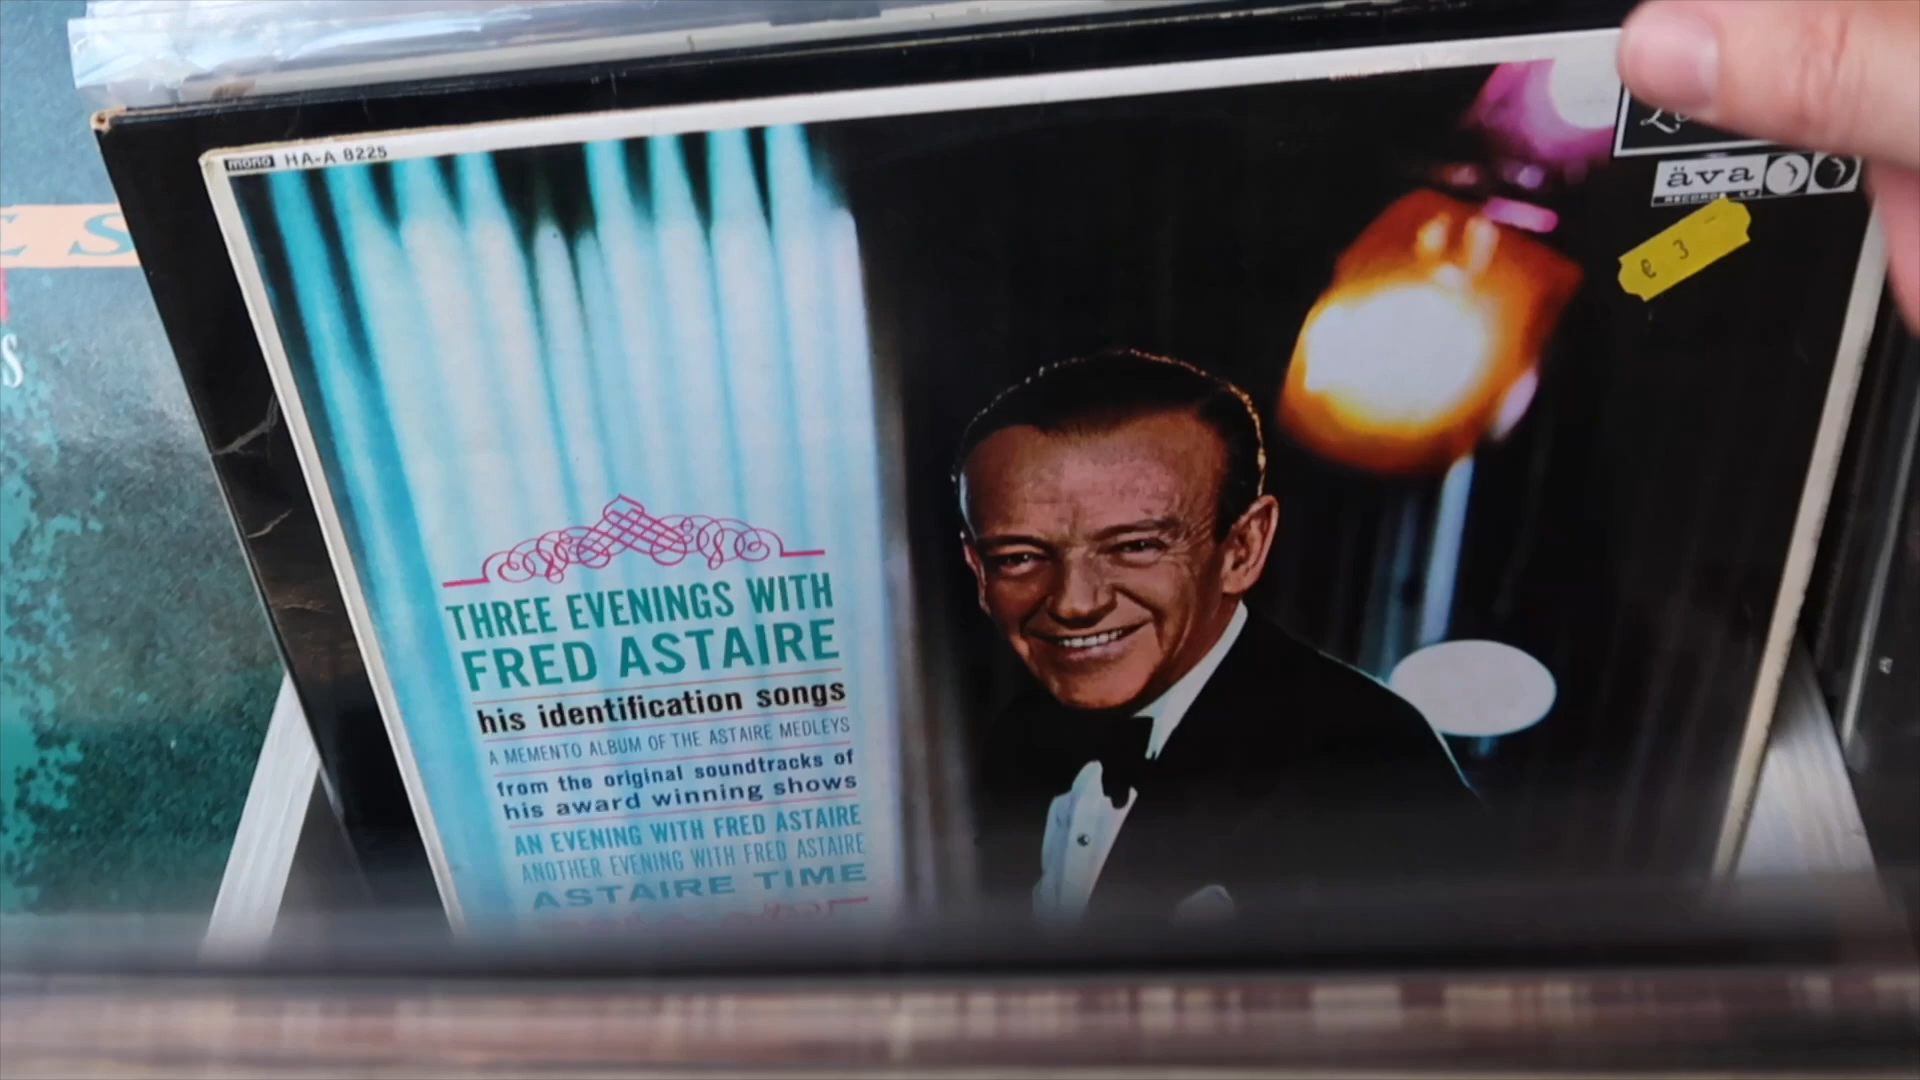 mono HA-A 8225
äva
RECORDS
€ 3
THREE EVENINGS WITH
FRED ASTAIRE
his identification songs
A MEMENTO ALBUM OF THE ASTAIRE MEDLEYS
from the original soundtracks of
his award winning shows
AN EVENING WITH FRED ASTAIRE
ANOTHER EVENING WITH FRED ASTAIRE
ASTAIRE TIME
S
S